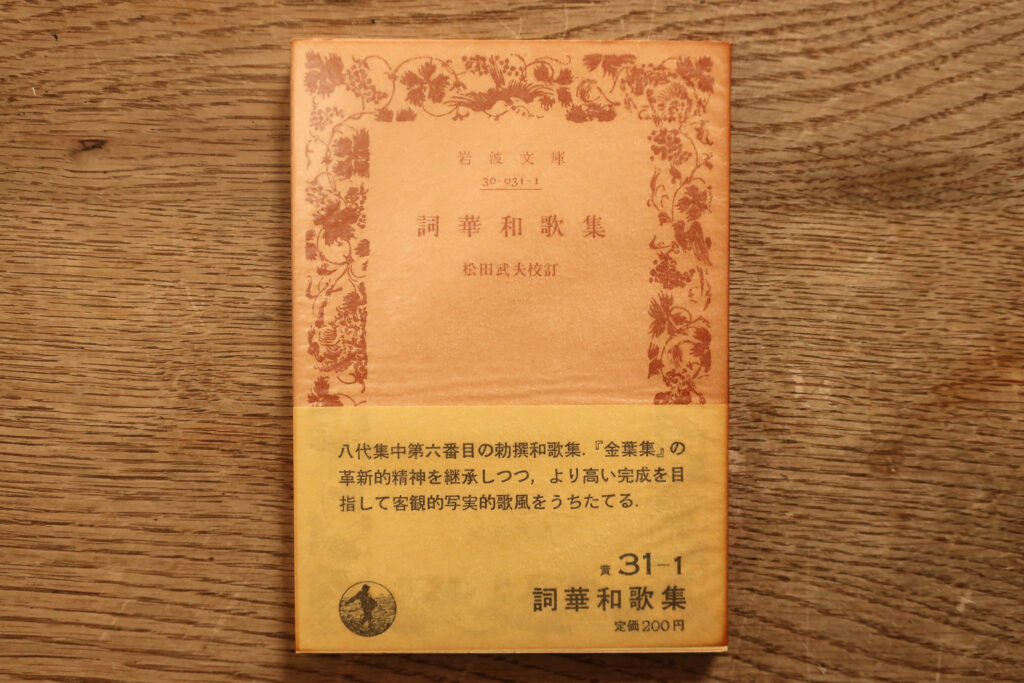 岩波文庫
30-031-1
詞華和歌集
松田武夫校訂
八代集中第六番目の勅撰和歌集．『金葉集』の
革新的精神を継承しつつ，より高い完成を目
指して客観的写実的歌風をうちたてる．
黄 31-1
詞華和歌集
定価200円